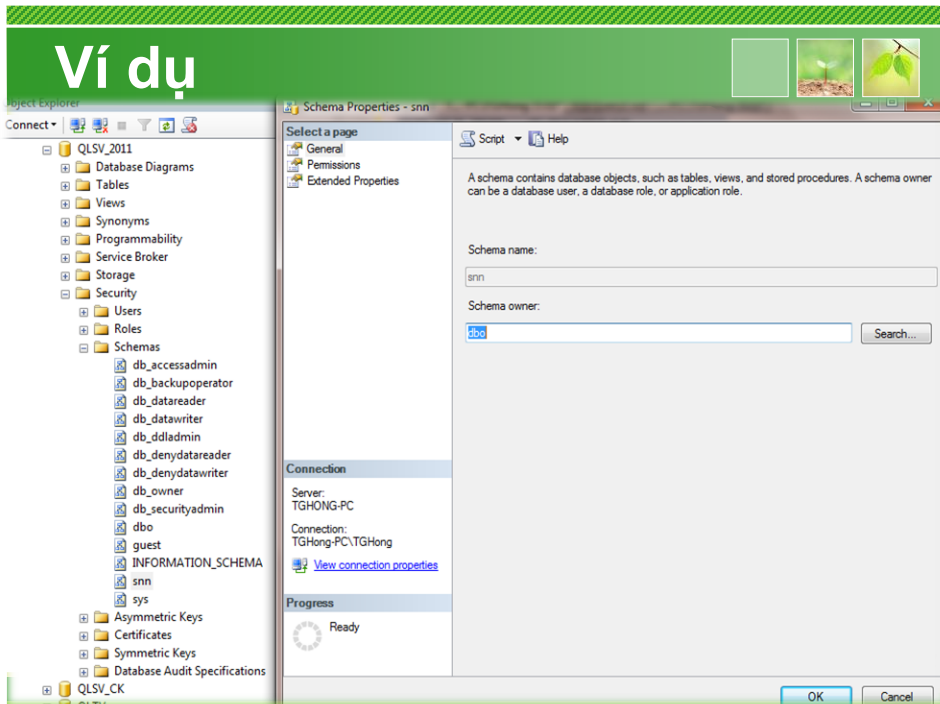 Ví dụ
Object Explorer
Connect
QLSV_2011
Database Diagrams
Tables
Views
Synonyms
Programmability
Service Broker
Storage
Security
Users
Roles
Schemas
db_accessadmin
db_backupoperator
db_datareader
db_datawriter
db_ddladmin
db_denydatareader
db_denydatawriter
db_owner
db_securityadmin
dbo
guest
INFORMATION_SCHEMA
snn
sys
Asymmetric Keys
Certificates
Symmetric Keys
Database Audit Specifications
QLSV_CK
Schema Properties - snn
Select a page
General
Permissions
Extended Properties
Connection
Server:
TGHONG-PC
Connection:
TGHong-PC\TGHong
View connection properties
Progress
Ready
Script
Help
A schema contains database objects, such as tables, views, and stored procedures. A schema owner
can be a database user, a database role, or application role.
Schema name:
snn
Schema owner:
dbo
Search...
OK
Cancel